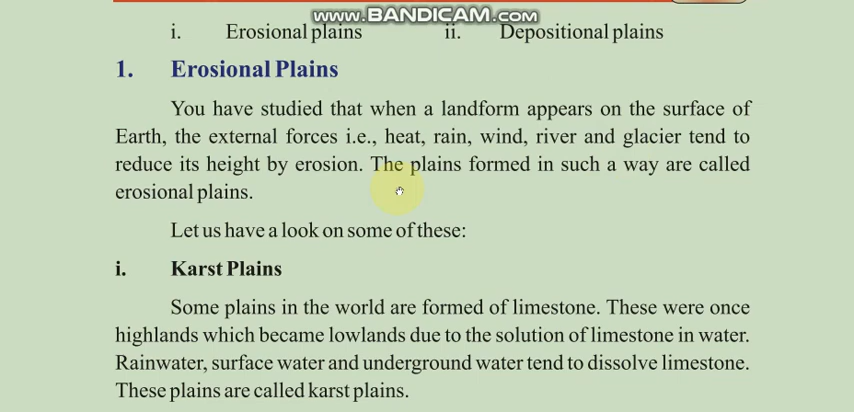 www.BANDICAM.com
i. Erosional plains ii. Depositional plains
1. Erosional Plains
You have studied that when a landform appears on the surface of
Earth, the external forces i.e., heat, rain, wind, river and glacier tend to
reduce its height by erosion. The plains formed in such a way are called
erosional plains.
Let us have a look on some of these:
i. Karst Plains
Some plains in the world are formed of limestone. These were once
highlands which became lowlands due to the solution of limestone in water.
Rainwater, surface water and underground water tend to dissolve limestone.
These plains are called karst plains.